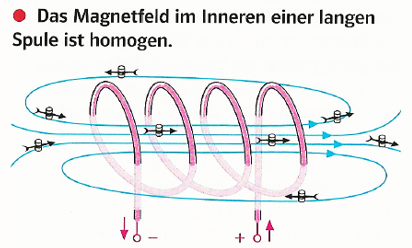 Das Magnetfeld im Inneren einer langen
Spule ist homogen.
− +